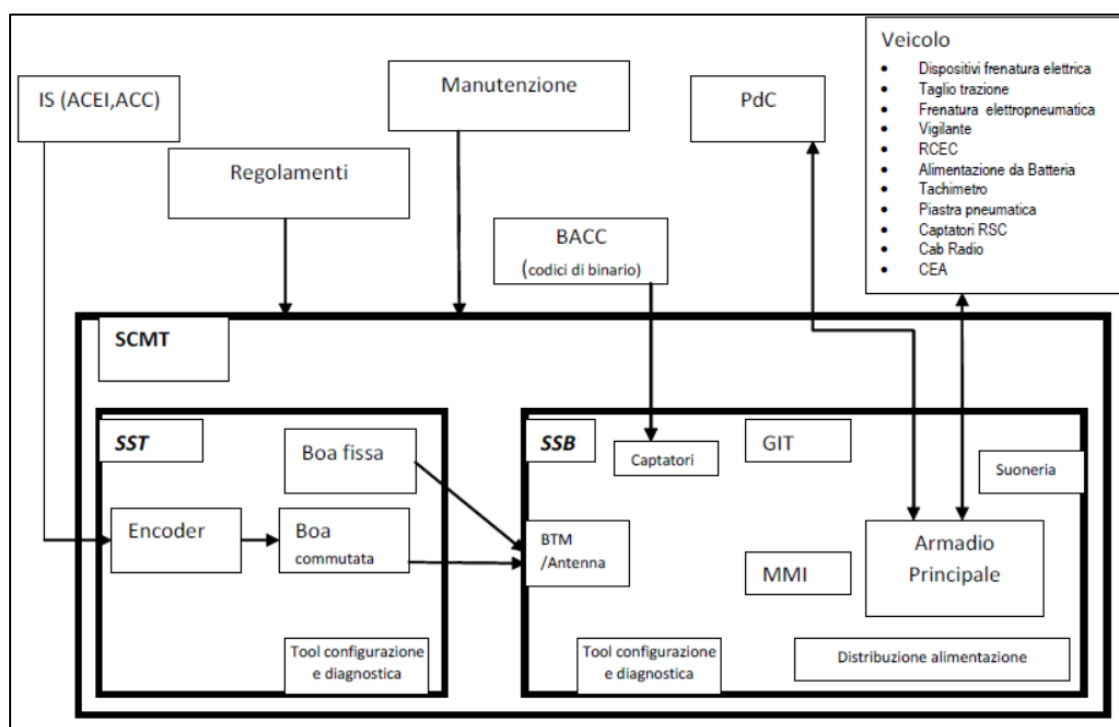 Veicolo
Dispositivi frenatura elettrica
Taglio trazione
Frenatura elettropneumatica
Vigilante
RCEC
Alimentazione da Batteria
Tachimetro
Piastra pneumatica
Captatori RSC
Cab Radio
CEA
IS (ACEI,ACC)
Manutenzione
PdC
Regolamenti
BACC
(codici di binario)
SCMT
SST
Boa fissa
Encoder
Boa
commutata
Tool configurazione
e diagnostica
SSB
Captatori
GIT
Suoneria
BTM
/Antenna
MMI
Armadio
Principale
Tool configurazione
e diagnostica
Distribuzione alimentazione